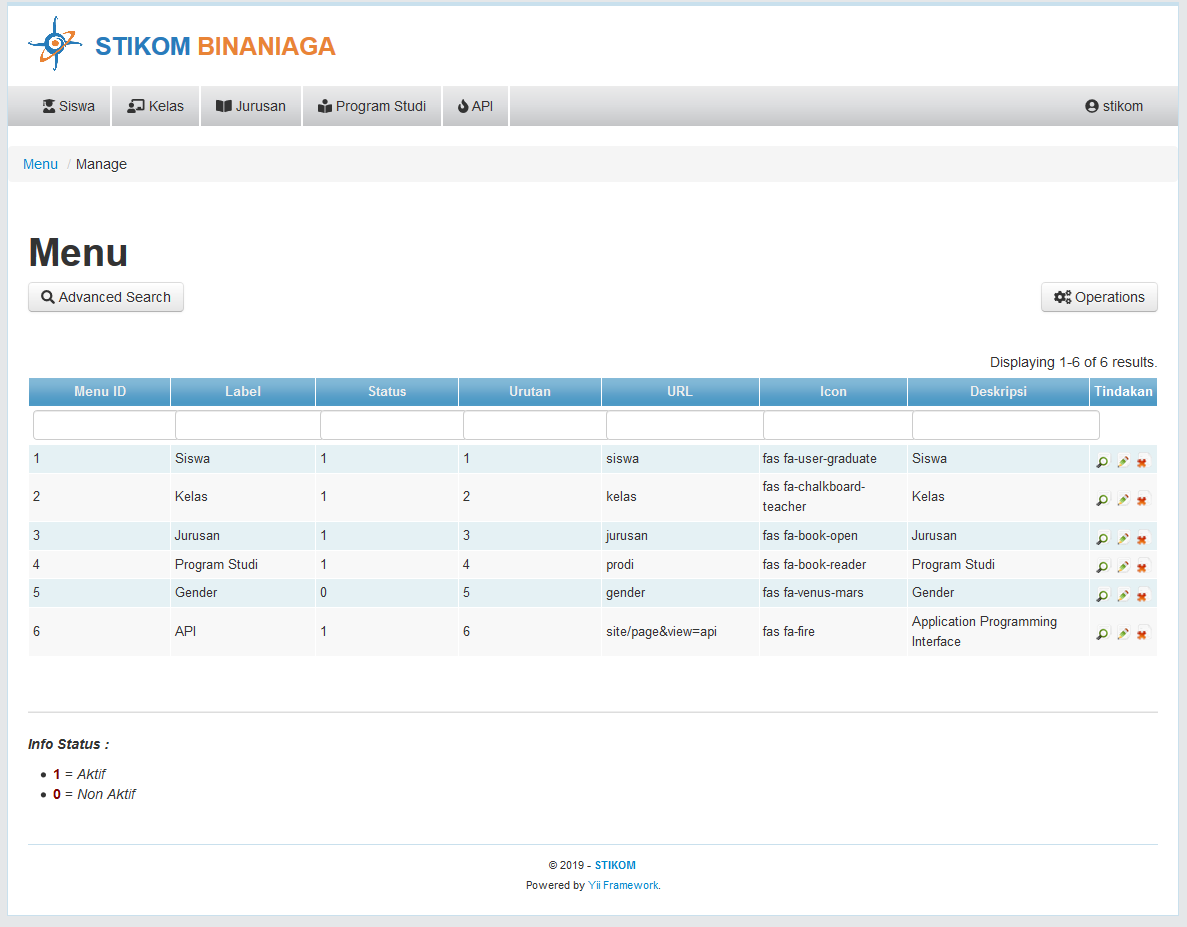 STIKOM BINANIAGA
Siswa Kelas Jurusan Program Studi API stikom
Menu / Manage
Menu
Advanced Search Operations
Displaying 1-6 of 6 results.
Menu ID Label Status Urutan URL Icon Deskripsi Tindakan
1 Siswa 1 1 siswa fas fa-user-graduate Siswa
2 Kelas 1 2 kelas fas fa-chalkboard-teacher Kelas
3 Jurusan 1 3 jurusan fas fa-book-open Jurusan
4 Program Studi 1 4 prodi fas fa-book-reader Program Studi
5 Gender 0 5 gender fas fa-venus-mars Gender
6 API 1 6 site/page&view=api fas fa-fire Application Programming Interface
Info Status :
• 1 = Aktif
• 0 = Non Aktif
© 2019 - STIKOM
Powered by Yii Framework.